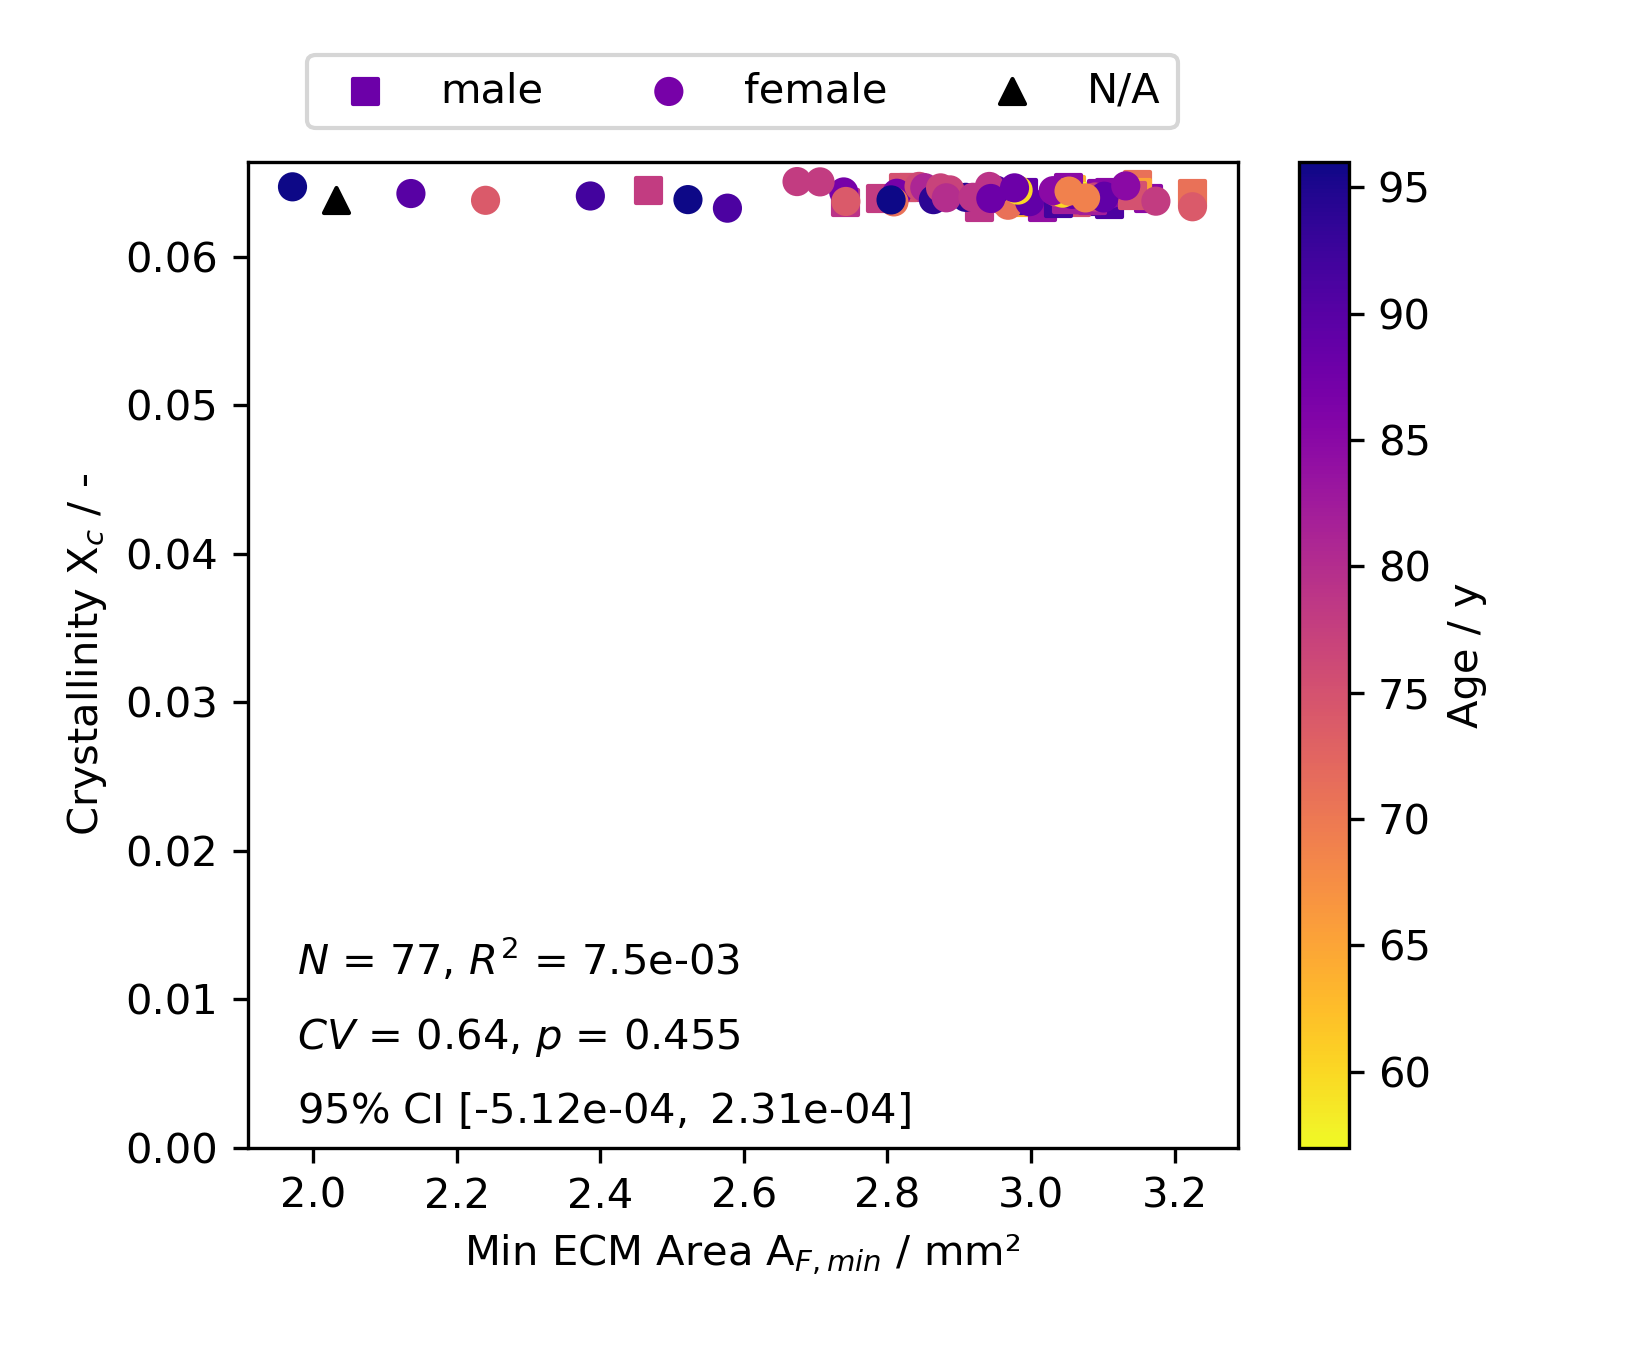 male female N/A
0.06
0.05
0.04
0.03
0.02
0.01
0.00
Crystallinity X_c / -
N = 77, R² = 7.5e-03
CV = 0.64, p = 0.455
95% CI [-5.12e-04, 2.31e-04]
2.0 2.2 2.4 2.6 2.8 3.0 3.2
Min ECM Area A_F,min / mm²
95
90
85
80
75
70
65
60
Age / y